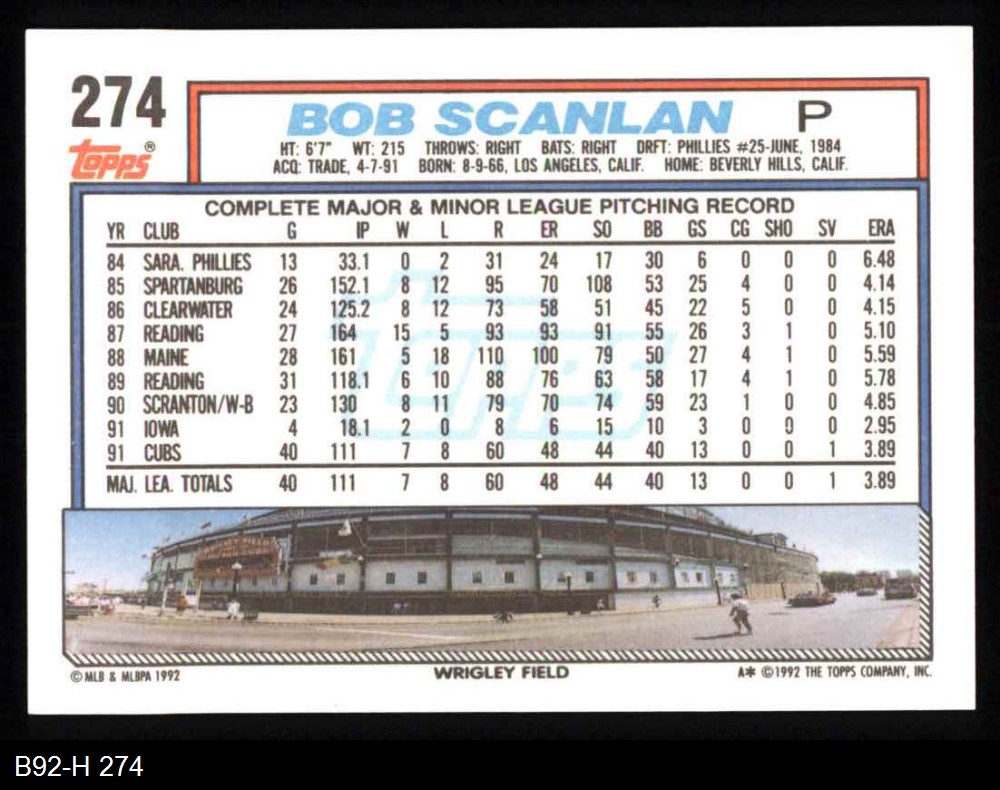 274
topps®
BOB SCANLAN P
HT: 6'7" WT: 215 THROWS: RIGHT BATS: RIGHT DRFT: PHILLIES #25-JUNE, 1984
ACQ: TRADE, 4-7-91 BORN: 8-9-66, LOS ANGELES, CALIF. HOME: BEVERLY HILLS, CALIF.
COMPLETE MAJOR & MINOR LEAGUE PITCHING RECORD
YR CLUB G IP W L R ER SO BB GS CG SHO SV ERA
84 SARA. PHILLIES 13 33.1 0 2 31 24 17 30 6 0 0 0 6.48
85 SPARTANBURG 26 152.1 8 12 95 70 108 53 25 4 0 0 4.14
86 CLEARWATER 24 125.2 8 12 73 58 51 45 22 5 0 0 4.15
87 READING 27 164 15 5 93 93 91 55 26 3 1 0 5.10
88 MAINE 28 161 5 18 110 100 79 50 27 4 1 0 5.59
89 READING 31 118.1 6 10 88 76 63 58 17 4 1 0 5.78
90 SCRANTON/W-B 23 130 8 11 79 70 74 59 23 1 0 0 4.85
91 IOWA 4 18.1 2 0 8 6 15 10 3 0 0 0 2.95
91 CUBS 40 111 7 8 60 48 44 40 13 0 0 1 3.89
MAJ. LEA. TOTALS 40 111 7 8 60 48 44 40 13 0 0 1 3.89
topps
© MLB & MLBPA 1992 WRIGLEY FIELD A* © 1992 THE TOPPS COMPANY, INC.
B92-H 274